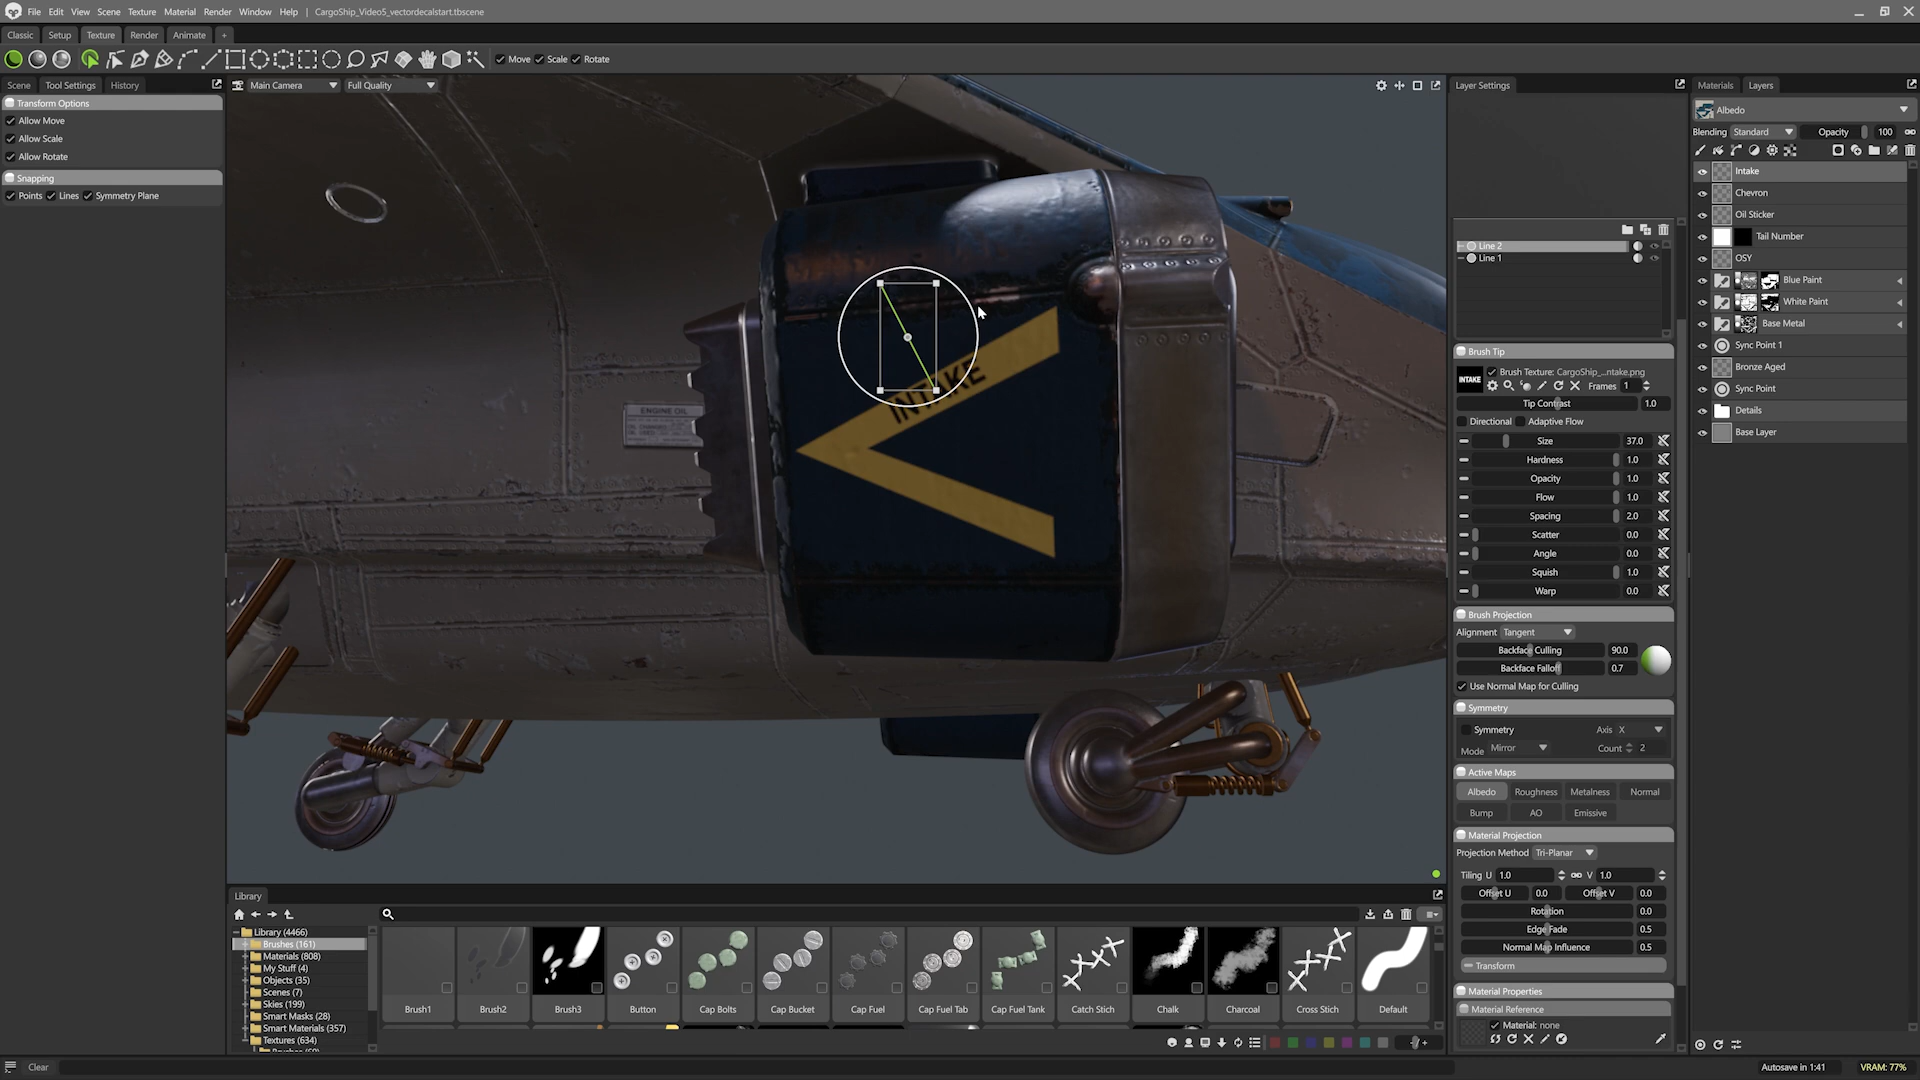 File Edit View Scene Texture Material Render Window Help CargoShip_Video5_vectordecalstart.tbscene
Classic Setup Texture Render Animate +
Move Scale Rotate
Scene Tool Settings History
Transform Options
Allow Move
Allow Scale
Allow Rotate
Snapping
Points Lines Symmetry Plane
Main Camera Full Quality
ENGINE OIL
INTAKE
Library
Library (4466)
Brushes (161)
Materials (808)
My Stuff (4)
Objects (35)
Scenes (7)
Skies (199)
Smart Masks (28)
Smart Materials (357)
Textures (634)
Brush1 Brush2 Brush3 Button Cap Bolts Cap Bucket Cap Fuel Cap Fuel Tab Cap Fuel Tank Catch Stich Chalk Charcoal Cross Stich Default
Layer Settings
Line 2
Line 1
Brush Tip
INTAKE
Brush Texture: CargoShip_...ntake.png
Frames 1
Tip Contrast 1.0
Directional Adaptive Flow
Size 37.0
Hardness 1.0
Opacity 1.0
Flow 1.0
Spacing 2.0
Scatter 0.0
Angle 0.0
Squish 1.0
Warp 0.0
Brush Projection
Alignment Tangent
Backface Culling 90.0
Backface Falloff 0.7
Use Normal Map for Culling
Symmetry
Symmetry Axis X
Mode Mirror Count 2
Active Maps
Albedo Roughness Metalness Normal
Bump AO Emissive
Material Projection
Projection Method Tri-Planar
Tiling U 1.0 V 1.0
Offset U 0.0 Offset V 0.0
Rotation 0.0
Edge Fade 0.5
Normal Map Influence 0.5
Transform
Material Properties
Material Reference
Material: none
Materials Layers
Albedo
Blending Standard Opacity 100
Intake
Chevron
Oil Sticker
Tail Number
OSY
Blue Paint
White Paint
Base Metal
Sync Point 1
Bronze Aged
Sync Point
Details
Base Layer
Clear
Autosave in 1:41 VRAM: 77%